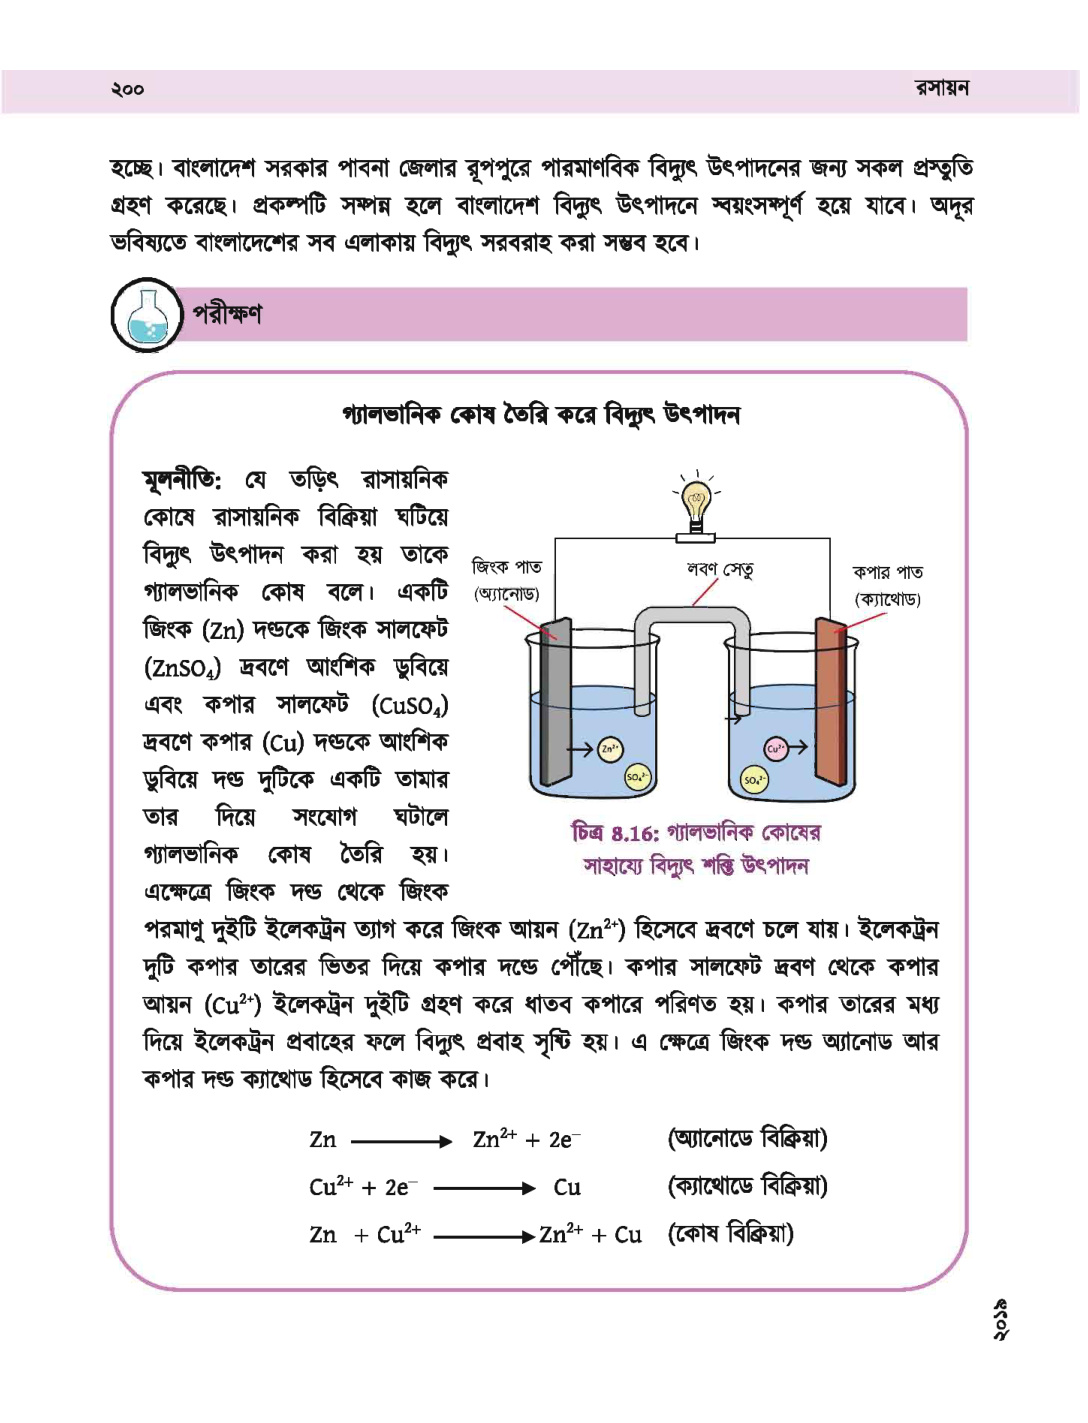 ২০০
রসায়ন
হচ্ছে। বাংলাদেশ সরকার পাবনা জেলার রূপপুরে পারমাণবিক বিদ্যুৎ উৎপাদনের জন্য সকল প্রস্তুতি
গ্রহণ করেছে। প্রকল্পটি সম্পন্ন হলে বাংলাদেশ বিদ্যুৎ উৎপাদনে স্বয়ংসম্পূর্ণ হয়ে যাবে। অদূর
ভবিষ্যতে বাংলাদেশের সব এলাকায় বিদ্যুৎ সরবরাহ করা সম্ভব হবে।
পরীক্ষণ
গ্যালভানিক কোষ তৈরি করে বিদ্যুৎ উৎপাদন
মূলনীতি: যে তড়িৎ রাসায়নিক
কোষে রাসায়নিক বিক্রিয়া ঘটিয়ে
বিদ্যুৎ উৎপাদন করা হয় তাকে
গ্যালভানিক কোষ বলে। একটি
জিংক (Zn) দণ্ডকে জিংক সালফেট
(ZnSO₄) দ্রবণে আংশিক ডুবিয়ে
এবং কপার সালফেট (CuSO₄)
দ্রবণে কপার (Cu) দণ্ডকে আংশিক
ডুবিয়ে দণ্ড দুটিকে একটি তামার
তার দিয়ে সংযোগ ঘটালে
গ্যালভানিক কোষ তৈরি হয়।
এক্ষেত্রে জিংক দণ্ড থেকে জিংক
জিংক পাত
(অ্যানোড)
লবণ সেতু
কপার পাত
(ক্যাথোড)
Zn²⁺
SO₄²⁻
Cu²⁺
SO₄²⁻
চিত্র 8.16: গ্যালভানিক কোষের
সাহায্যে বিদ্যুৎ শক্তি উৎপাদন
পরমাণু দুইটি ইলেকট্রন ত্যাগ করে জিংক আয়ন (Zn²⁺) হিসেবে দ্রবণে চলে যায়। ইলেকট্রন
দুটি কপার তারের ভিতর দিয়ে কপার দণ্ডে পৌঁছে। কপার সালফেট দ্রবণ থেকে কপার
আয়ন (Cu²⁺) ইলেকট্রন দুইটি গ্রহণ করে ধাতব কপারে পরিণত হয়। কপার তারের মধ্য
দিয়ে ইলেকট্রন প্রবাহের ফলে বিদ্যুৎ প্রবাহ সৃষ্টি হয়। এ ক্ষেত্রে জিংক দণ্ড অ্যানোড আর
কপার দণ্ড ক্যাথোড হিসেবে কাজ করে।
Zn ⟶ Zn²⁺ + 2e⁻ (অ্যানোডে বিক্রিয়া)
Cu²⁺ + 2e⁻ ⟶ Cu (ক্যাথোডে বিক্রিয়া)
Zn + Cu²⁺ ⟶ Zn²⁺ + Cu (কোষ বিক্রিয়া)
২০১৯